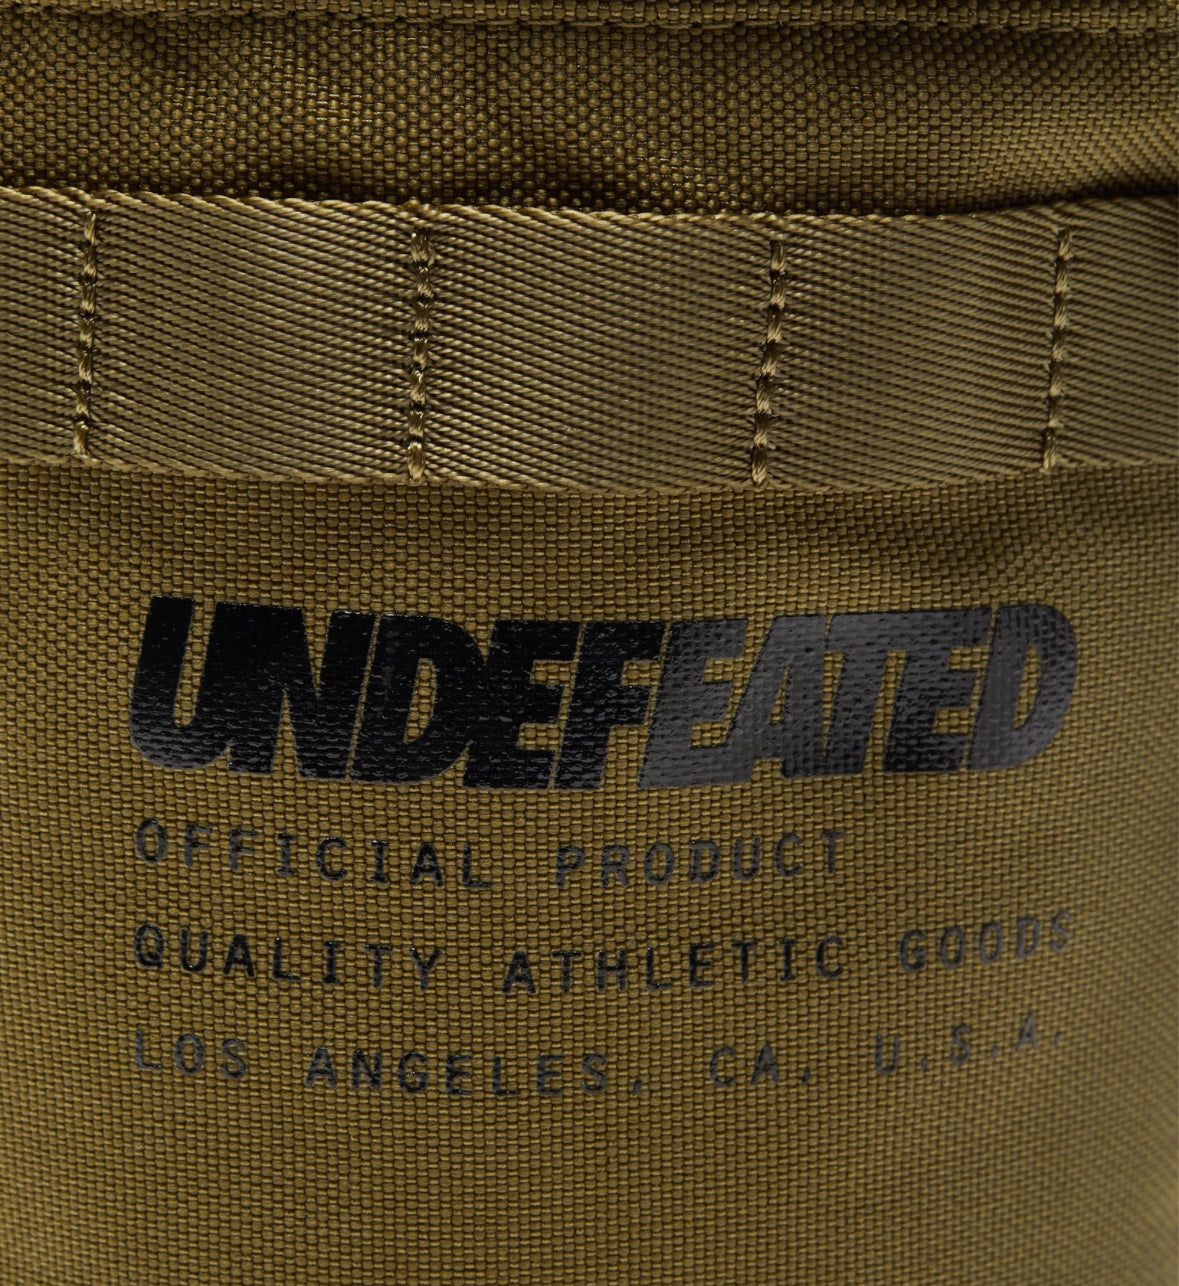 UNDEFEATED
OFFICIAL PRODUCT
QUALITY ATHLETIC GOODS
LOS ANGELES, CA, U.S.A.